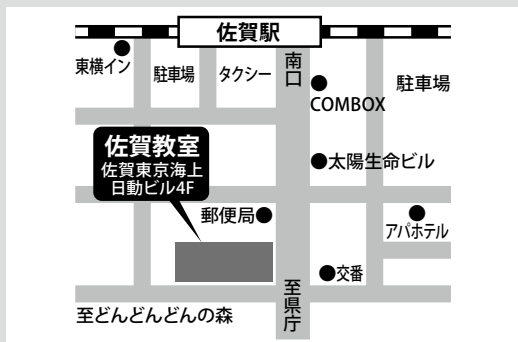 佐賀駅
東横イン
駐車場
タクシー
南口
駐車場
COMBOX
佐賀教室
佐賀東京海上
日動ビル4F
太陽生命ビル
郵便局
アパホテル
交番
至県庁
至どんどんどんの森